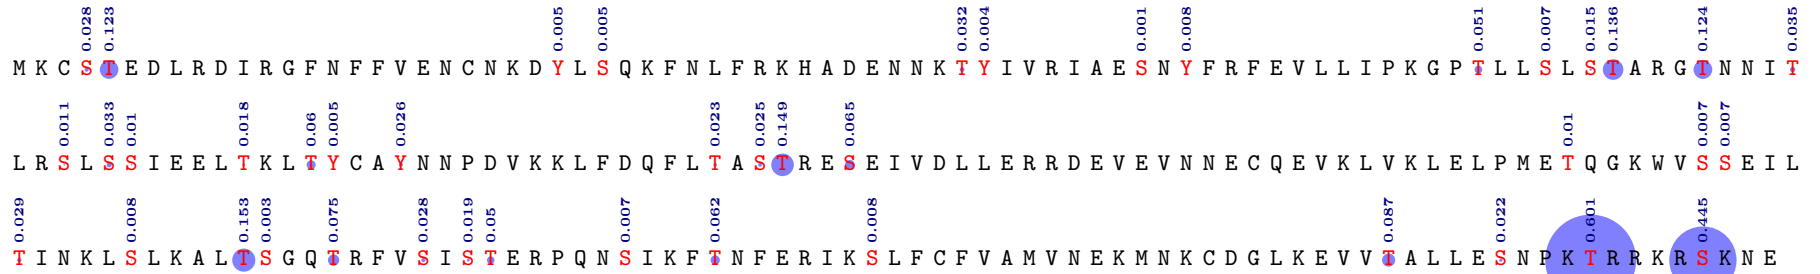 0.028 0.123 0.005 0.005 0.032 0.004 0.001 0.008 0.051 0.007 0.015 0.136 0.124 0.035
MKCSTEDLRDIRGFNFFVENCNKDYLSQKFNLFRKHADENNKTYIVRIAESNYFRFEVLLIPKGPTLLSLSTARGTNNIT
0.011 0.033 0.01 0.018 0.06 0.005 0.026 0.023 0.025 0.149 0.065 0.01 0.007 0.007
LRSLSSIEELTKLTYCAYNNPDVKKLFDQFLTASTRESEIVDLLERRDEVEVNNECQEVKLVKLELPMETQGKWVSSEIL
0.029 0.008 0.153 0.003 0.075 0.028 0.019 0.05 0.007 0.062 0.008 0.087 0.022 0.601 0.445
TINKLSLKALTSGQTRFVSISTERPQNSIKFTNFERIKSLFCFVAMVNEKMNKCDGLKEVVTALLESNPKTRRKRSKNE